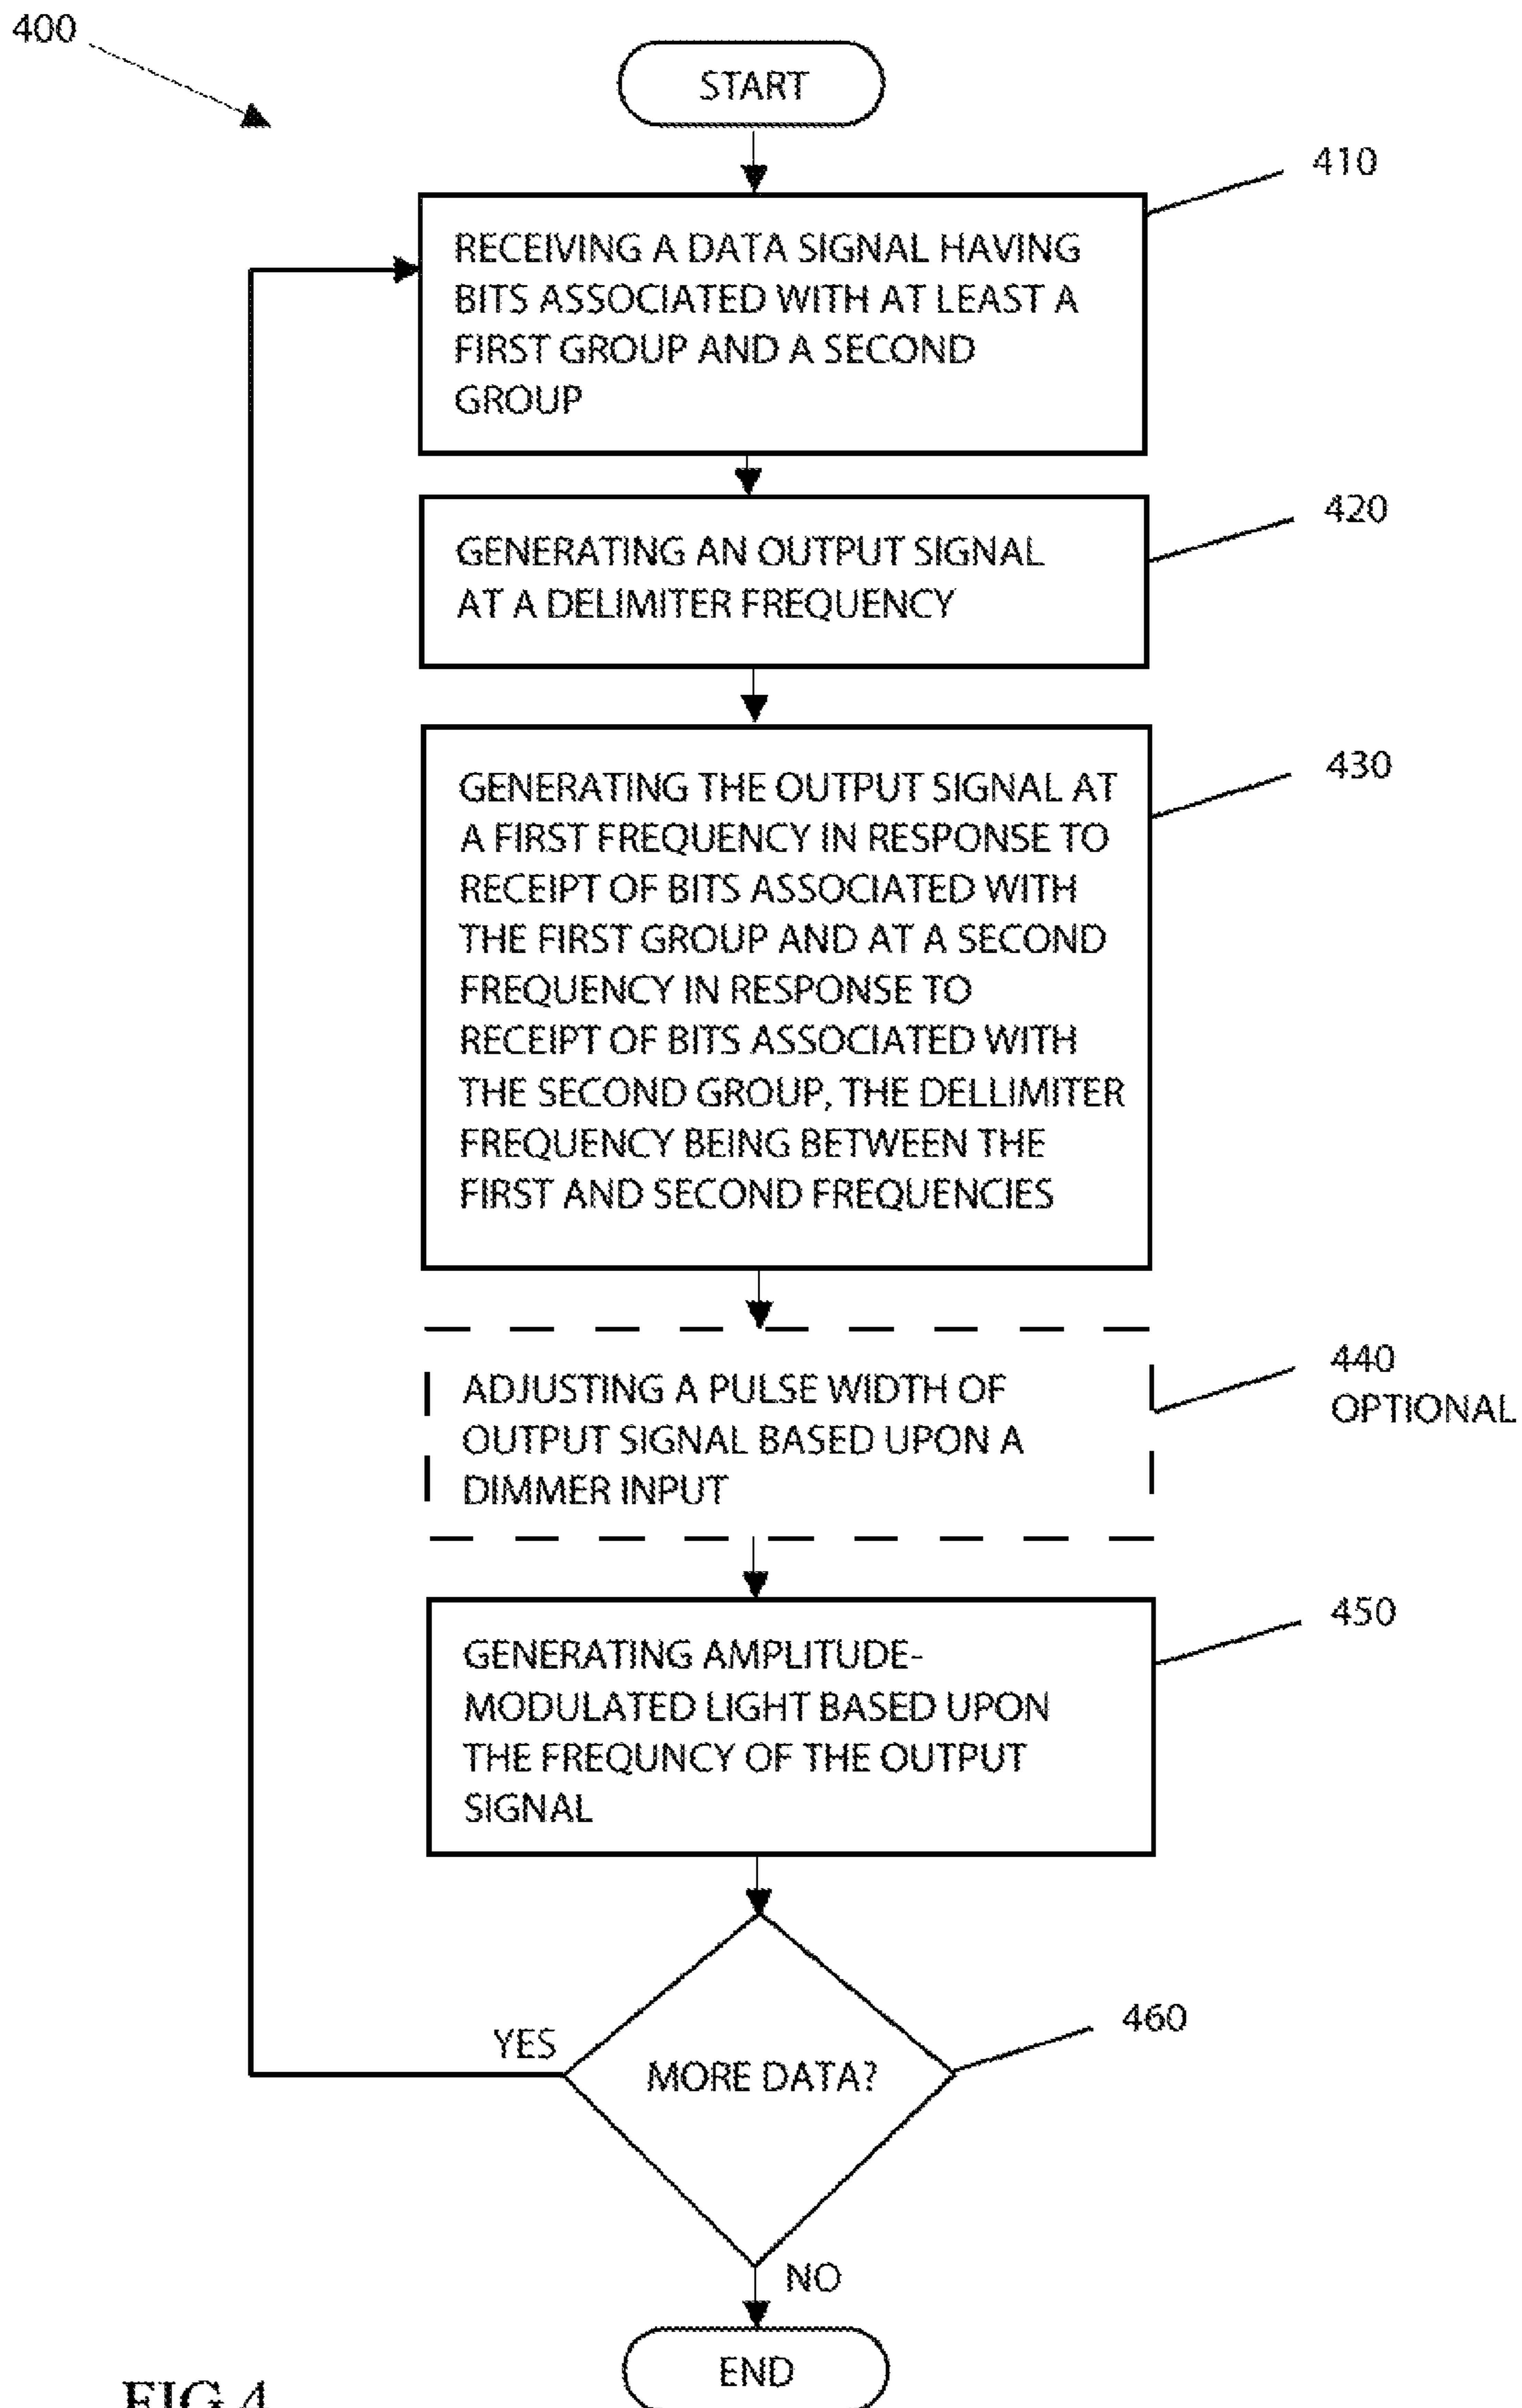 400
START
410
RECEIVING A DATA SIGNAL HAVING
BITS ASSOCIATED WITH AT LEAST A
FIRST GROUP AND A SECOND
GROUP
420
GENERATING AN OUTPUT SIGNAL
AT A DELIMITER FREQUENCY
430
GENERATING THE OUTPUT SIGNAL AT
A FIRST FREQUENCY IN RESPONSE TO
RECEIPT OF BITS ASSOCIATED WITH
THE FIRST GROUP AND AT A SECOND
FREQUENCY IN RESPONSE TO
RECEIPT OF BITS ASSOCIATED WITH
THE SECOND GROUP, THE DELLIMITER
FREQUENCY BEING BETWEEN THE
FIRST AND SECOND FREQUENCIES
440
OPTIONAL
ADJUSTING A PULSE WIDTH OF
OUTPUT SIGNAL BASED UPON A
DIMMER INPUT
450
GENERATING AMPLITUDE-
MODULATED LIGHT BASED UPON
THE FREQUNCY OF THE OUTPUT
SIGNAL
460
YES
MORE DATA?
NO
END
FIG 4